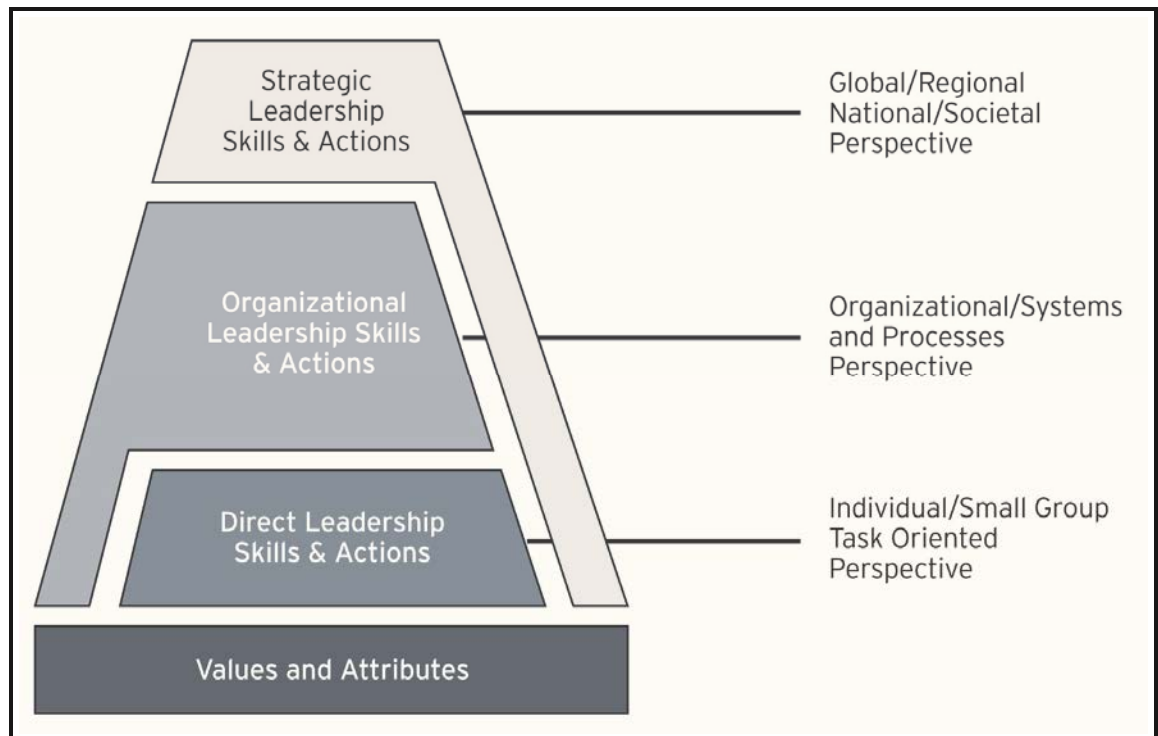 Strategic
Leadership
Skills & Actions
Global/Regional
National/Societal
Perspective
Organizational
Leadership Skills
& Actions
Organizational/Systems
and Processes
Perspective
Direct Leadership
Skills & Actions
Individual/Small Group
Task Oriented
Perspective
Values and Attributes